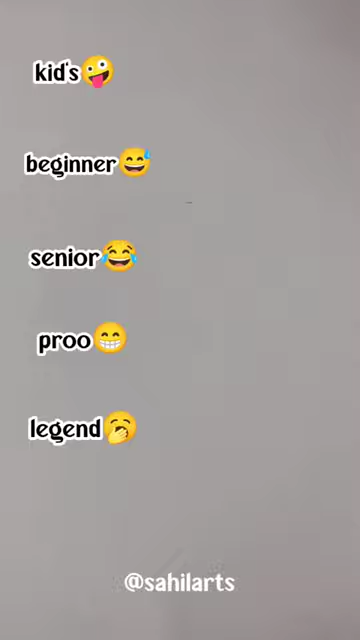 kid's🤪
beginner😅
senior😂
proo😁
legend🥱
@sahilarts